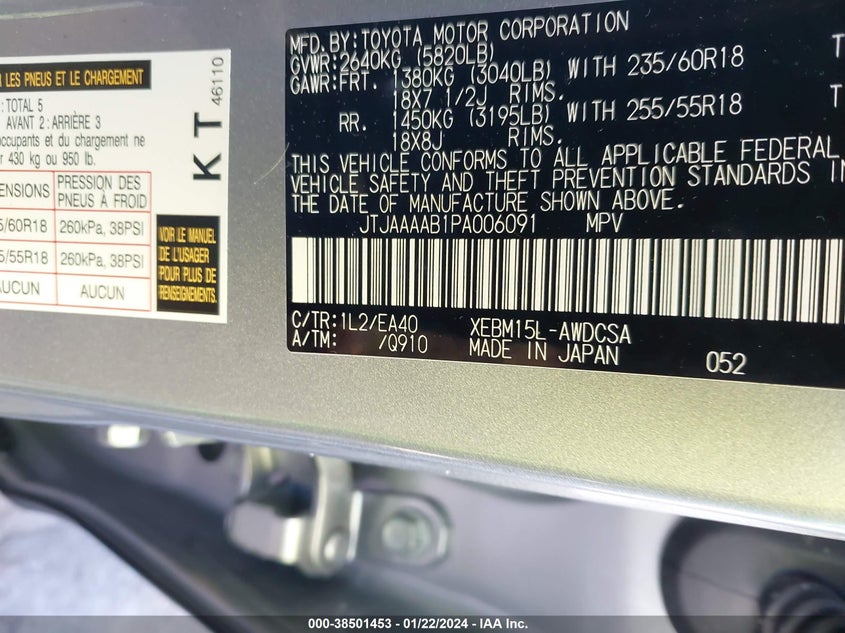 LES PNEUS ET LE CHARGEMENT
: TOTAL 5
AVANT 2 : ARRIÈRE 3
occupants et du chargement ne
430 kg ou 950 lb.
ENSIONS PRESSION DES PNEUS À FROID
5/60R18 260kPa, 38PSI
5/55R18 260kPa, 38PSI
AUCUN AUCUN
KT
46110
VOIR LE MANUEL
DE L'USAGER
POUR PLUS DE
RENSEIGNEMENTS.
MFD. BY: TOYOTA MOTOR CORPORATION
GVWR: 2640KG (5820LB)
GAWR: FRT. 1380KG (3040LB) WITH 235/60R18
18X7 1/2J RIMS.
RR. 1450KG (3195LB) WITH 255/55R18
18X8J RIMS.
THIS VEHICLE CONFORMS TO ALL APPLICABLE FEDERAL
VEHICLE SAFETY AND THEFT PREVENTION STANDARDS IN
THE DATE OF MANUFACTURE SHOWN ABOVE.
JTJAAAAB1PA006091 MPV
C/TR: 1L2/EA40 XEBM15L-AWDCSA
A/TM: /Q910 MADE IN JAPAN 052
000-38501453 - 01/22/2024 - IAA Inc.